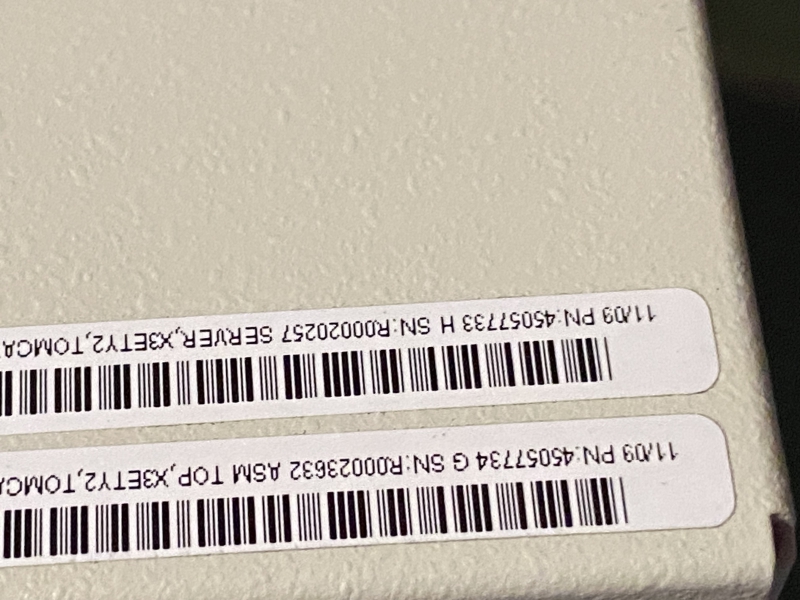 11/09 PN:45057734 G SN:R00023632 ASM TOP,X3ETY2,TOMCA
11/09 PN:45057733 H SN:R00020257 SERVER,X3ETY2,TOMCA